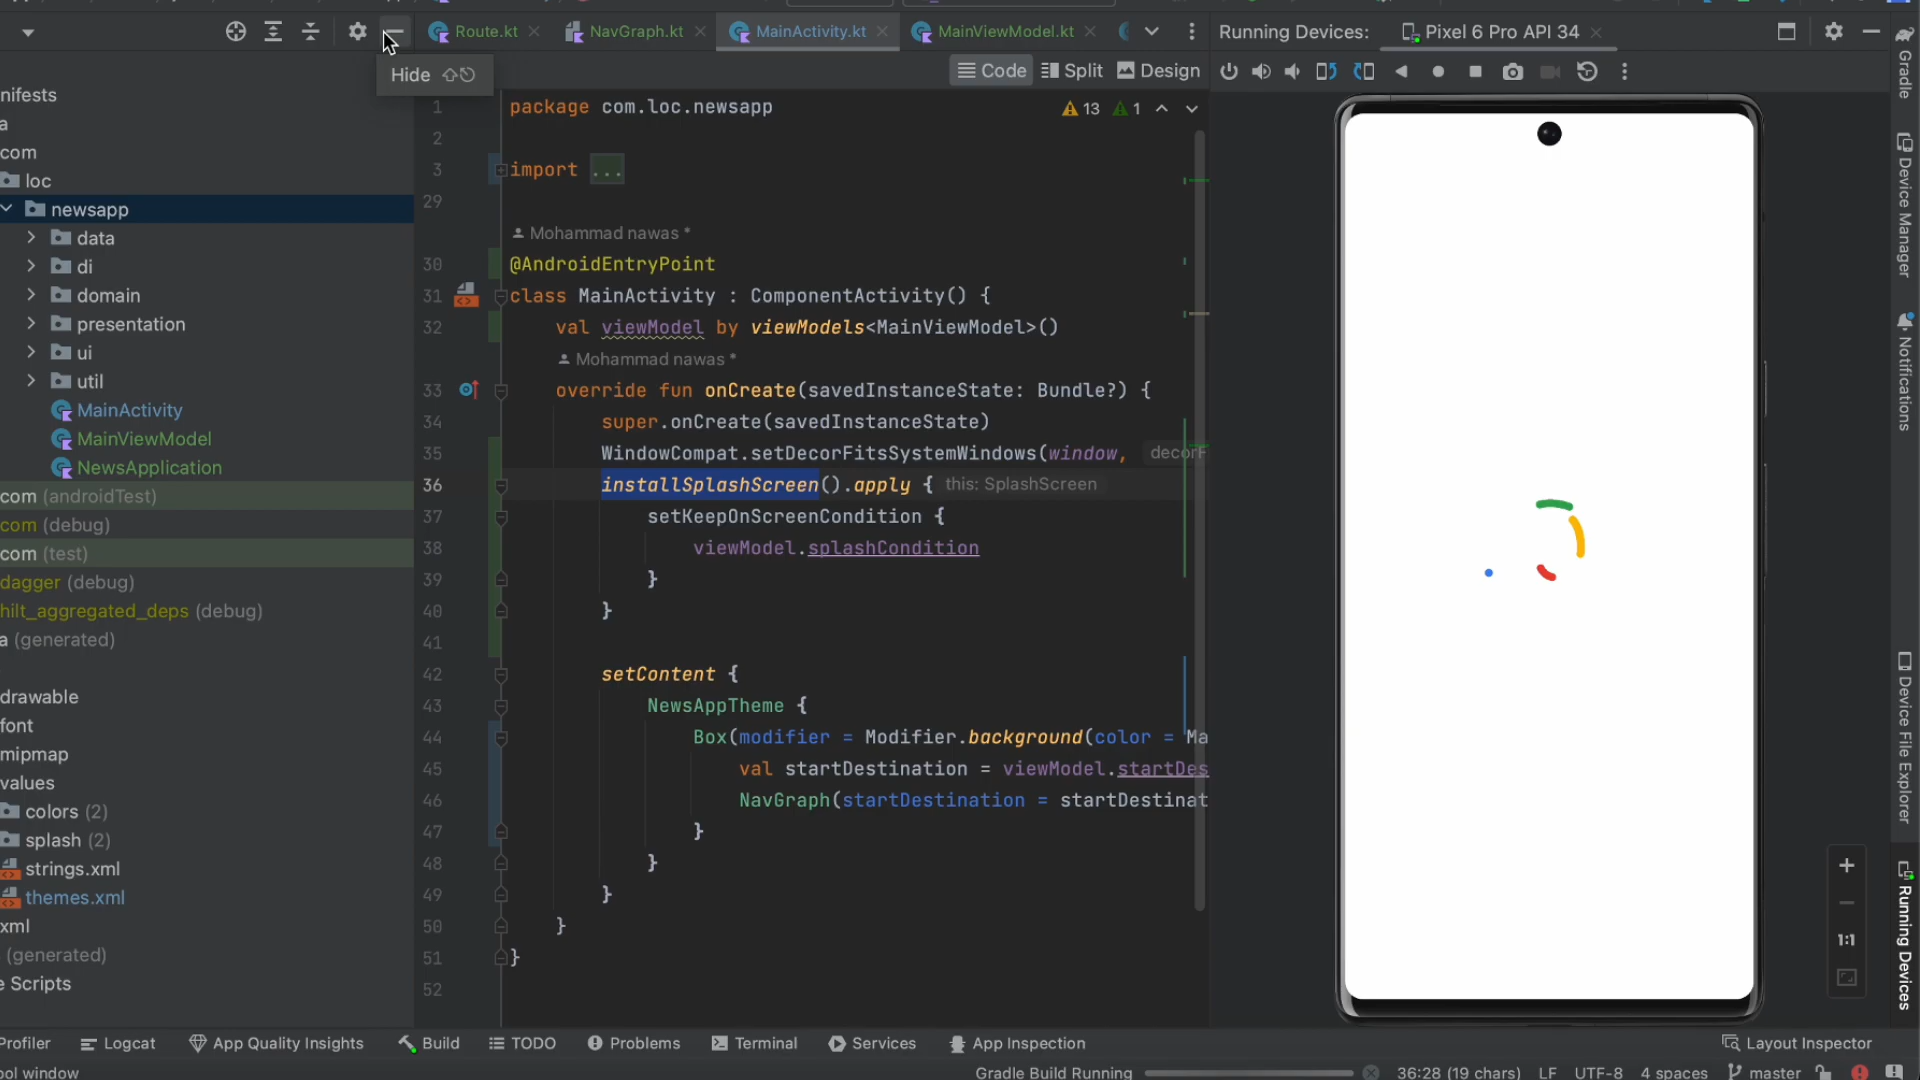 Route.kt
NavGraph.kt
MainActivity.kt
MainViewModel.kt
Running Devices:
Pixel 6 Pro API 34
Hide
Code
Split
Design
nifests
a
com
loc
newsapp
data
di
domain
presentation
ui
util
MainActivity
MainViewModel
NewsApplication
com (androidTest)
com (debug)
com (test)
dagger (debug)
hilt_aggregated_deps (debug)
a (generated)
drawable
font
mipmap
values
colors (2)
splash (2)
strings.xml
themes.xml
xml
(generated)
e Scripts
1 package com.loc.newsapp
13 1
2
3 import ...
29
Mohammad nawas *
30 @AndroidEntryPoint
31 class MainActivity : ComponentActivity() {
32 val viewModel by viewModels<MainViewModel>()
Mohammad nawas *
33 override fun onCreate(savedInstanceState: Bundle?) {
34 super.onCreate(savedInstanceState)
35 WindowCompat.setDecorFitsSystemWindows(window, decorF
36 installSplashScreen().apply { this: SplashScreen
37 setKeepOnScreenCondition {
38 viewModel.splashCondition
39 }
40 }
41
42 setContent {
43 NewsAppTheme {
44 Box(modifier = Modifier.background(color = Ma
45 val startDestination = viewModel.startDes
46 NavGraph(startDestination = startDestinat
47 }
48 }
49 }
50 }
51 }
52
1:1
Gradle
Device Manager
Notifications
Device File Explorer
Running Devices
Profiler
Logcat
App Quality Insights
Build
TODO
Problems
Terminal
Services
App Inspection
Layout Inspector
ool window
Gradle Build Running
36:28 (19 chars)
LF
UTF-8
4 spaces
master